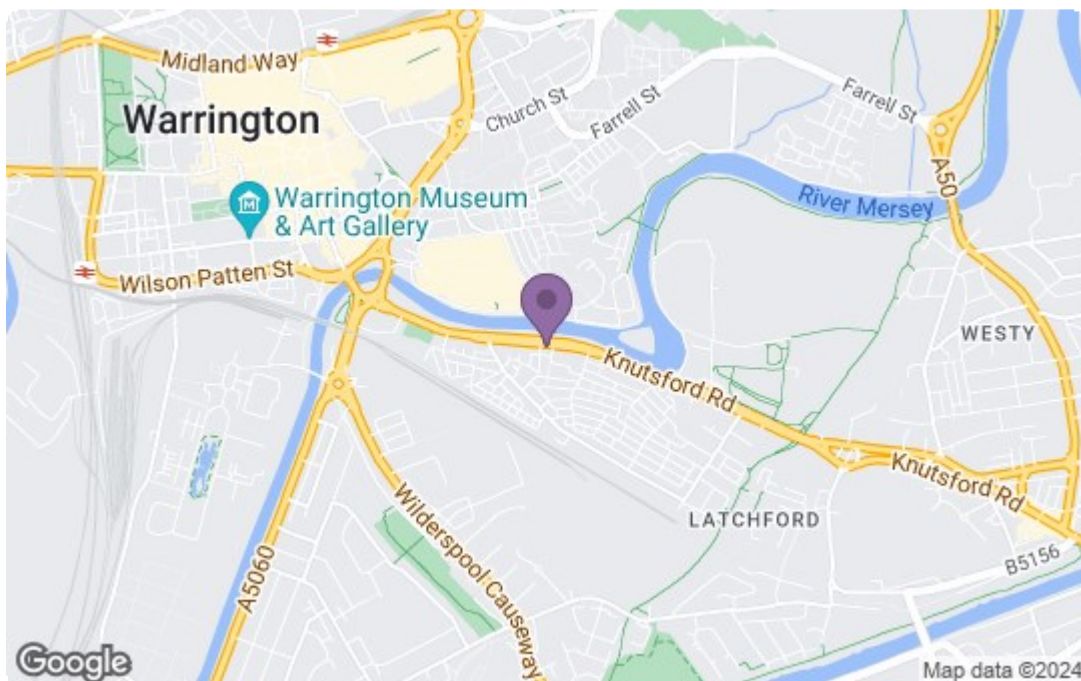 Midland Way
Warrington
Church St
Farrell St
Farrell St
A50
Warrington Museum
& Art Gallery
River Mersey
Wilson Patten St
WESTY
Knutsford Rd
Knutsford Rd
LATCHFORD
Wilderspool Causeway
A5060
B5156
Google
Map data ©2024